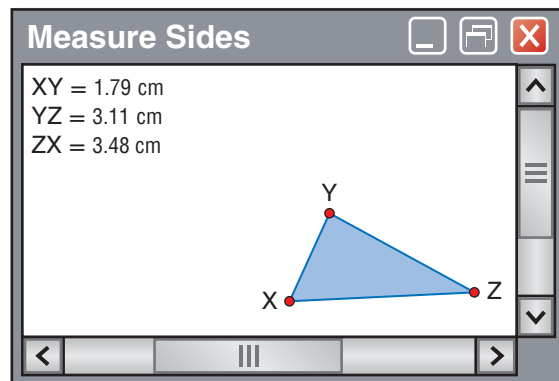 Measure Sides
XY = 1.79 cm
YZ = 3.11 cm
ZX = 3.48 cm
Y
X
Z